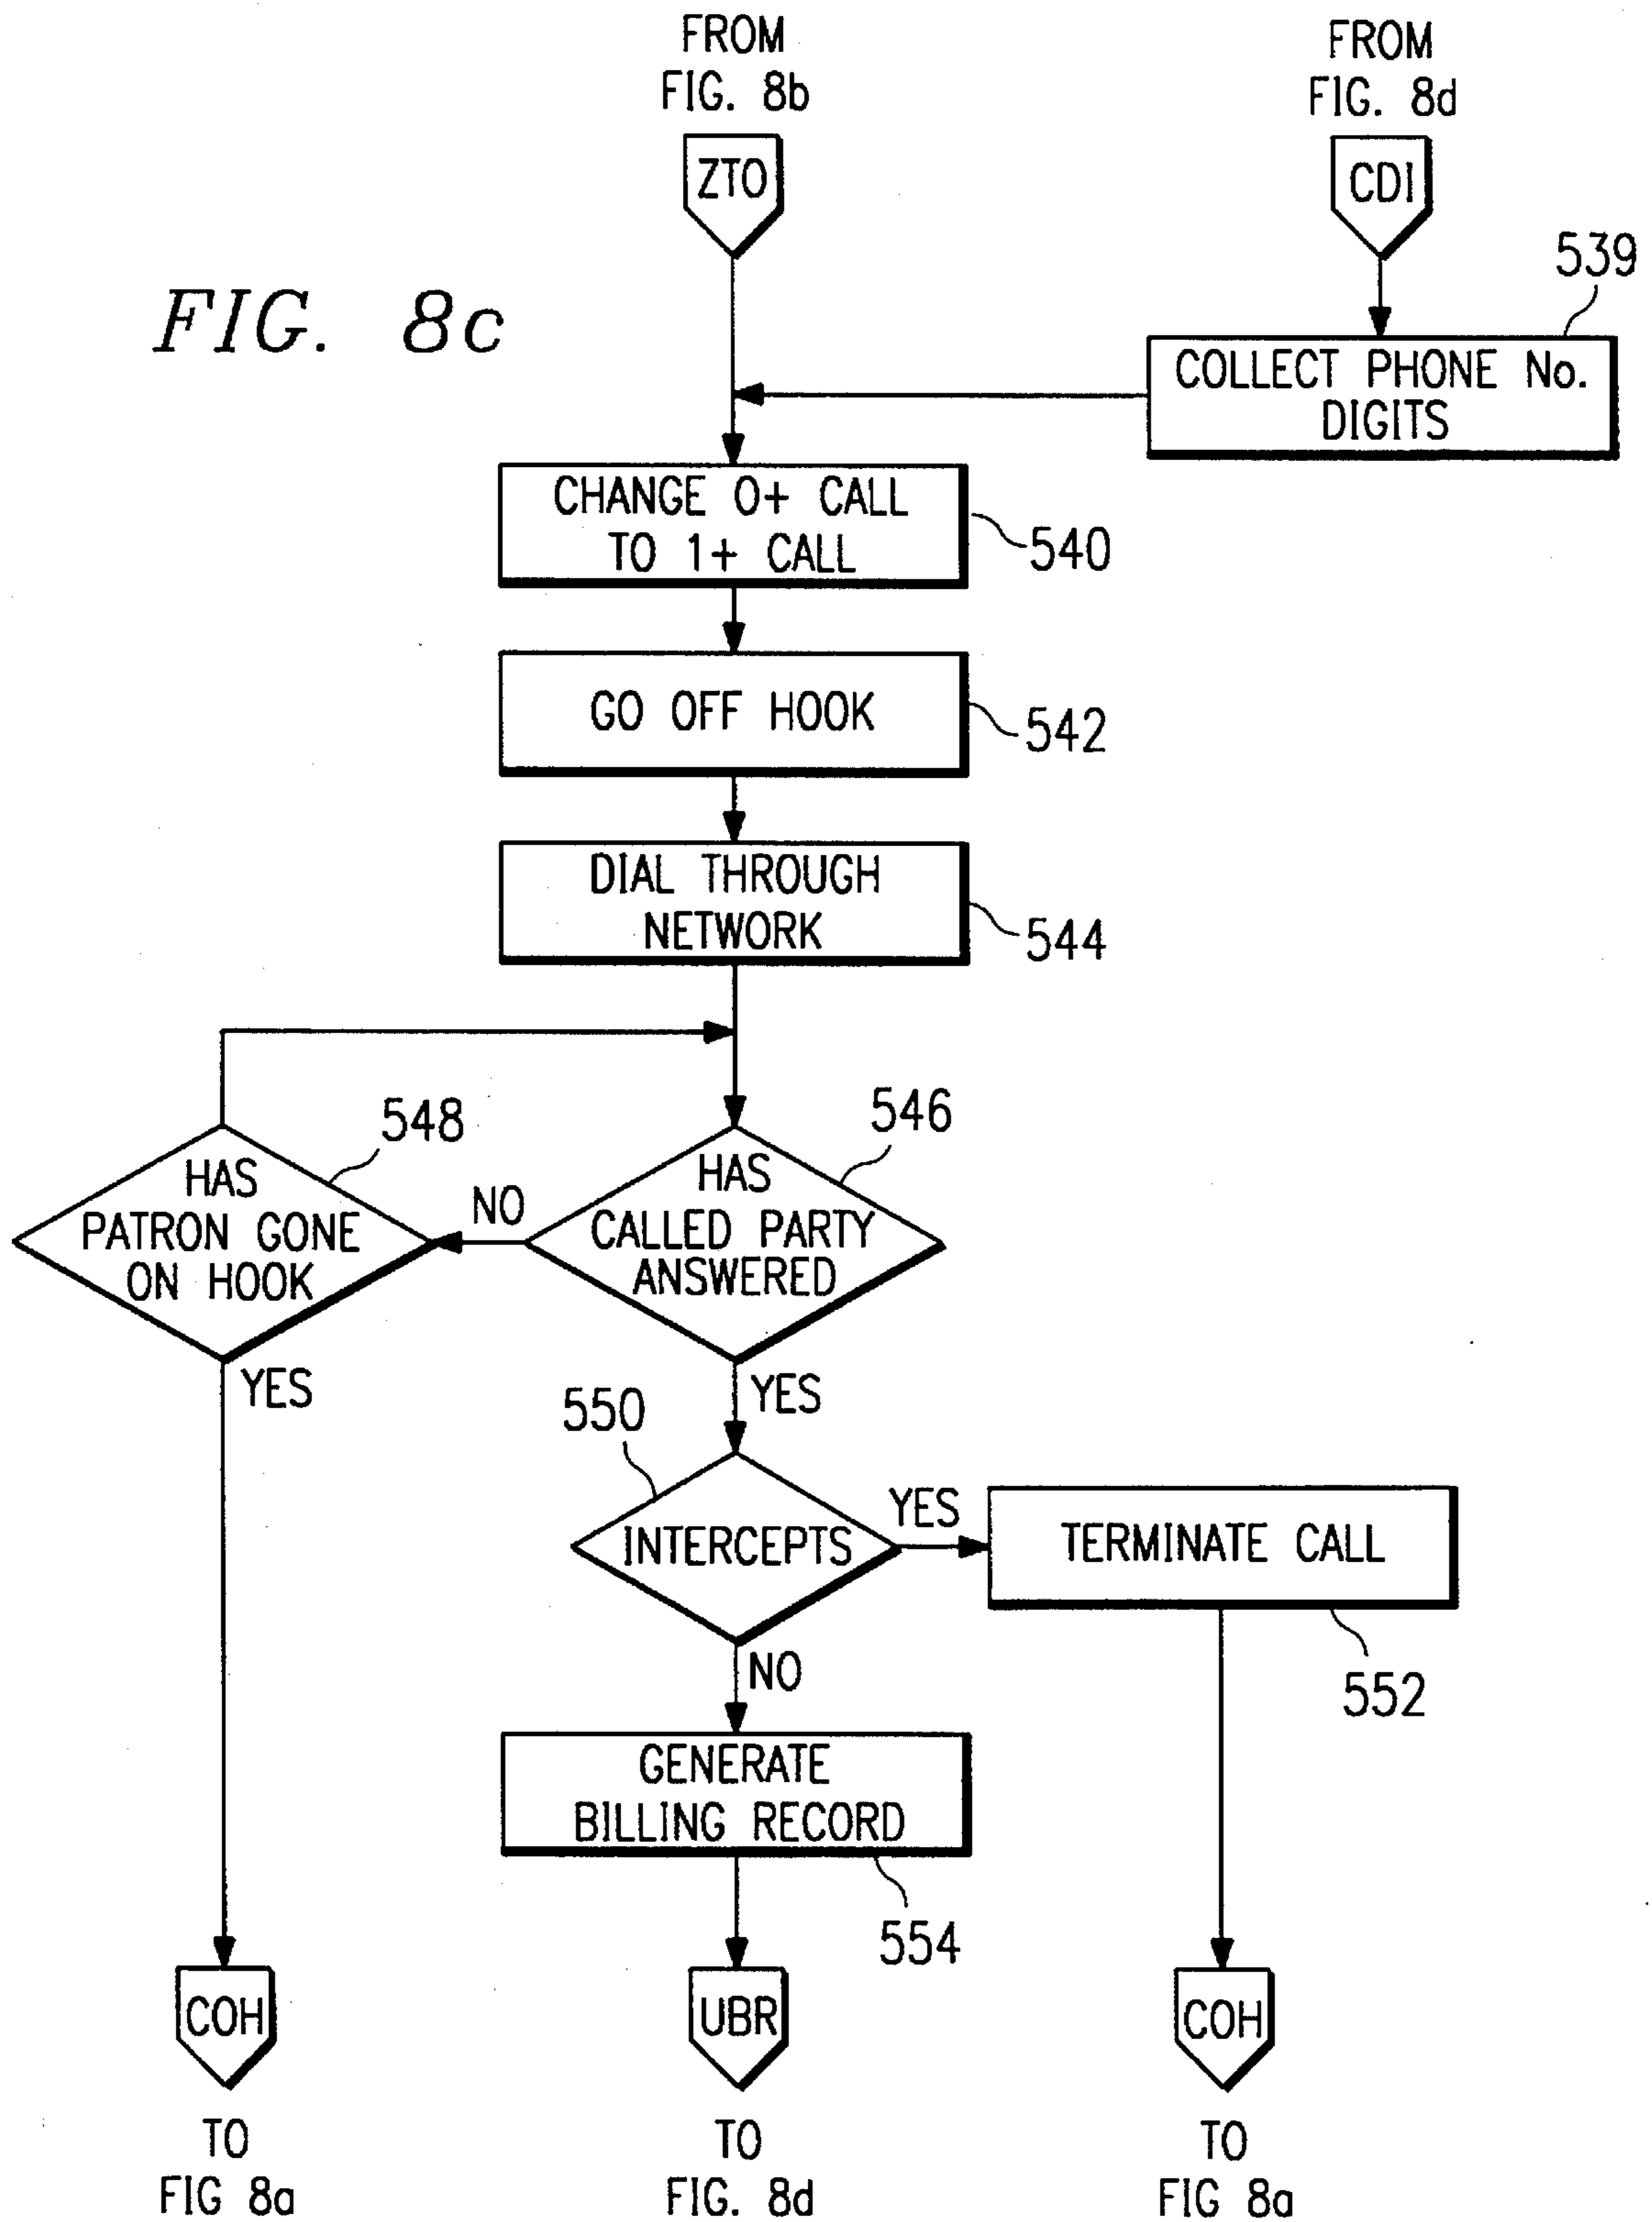 FROM
FIG. 8b
ZTO
FROM
FIG. 8d
CDI
539
FIG. 8c
COLLECT PHONE No.
DIGITS
CHANGE 0+ CALL
TO 1+ CALL
540
GO OFF HOOK
542
DIAL THROUGH
NETWORK
544
548
HAS
PATRON GONE
ON HOOK
NO
546
HAS
CALLED PARTY
ANSWERED
YES
YES
550
INTERCEPTS
YES
TERMINATE CALL
552
NO
GENERATE
BILLING RECORD
554
COH
TO
FIG 8a
UBR
TO
FIG. 8d
COH
TO
FIG 8a